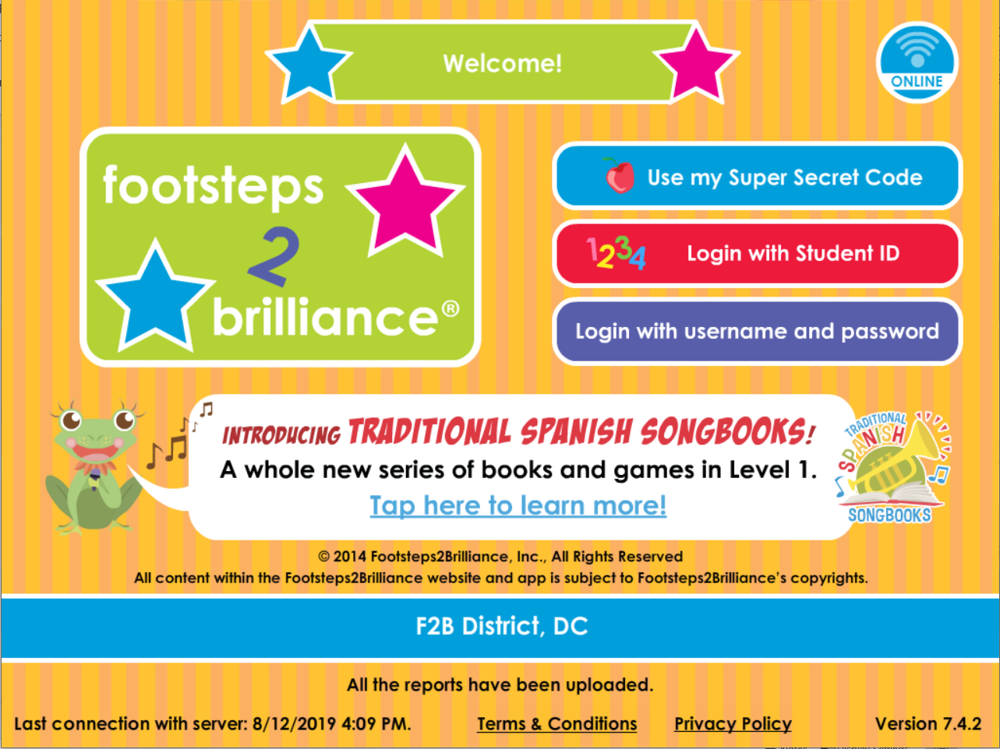 Welcome!
ONLINE
footsteps
2
brilliance®
Use my Super Secret Code
1234 Login with Student ID
Login with username and password
INTRODUCING TRADITIONAL SPANISH SONGBOOKS!
A whole new series of books and games in Level 1.
Tap here to learn more!
TRADITIONAL
SPANISH
SONGBOOKS
© 2014 Footsteps2Brilliance, Inc., All Rights Reserved
All content within the Footsteps2Brilliance website and app is subject to Footsteps2Brilliance's copyrights.
F2B District, DC
All the reports have been uploaded.
Last connection with server: 8/12/2019 4:09 PM. Terms & Conditions Privacy Policy Version 7.4.2